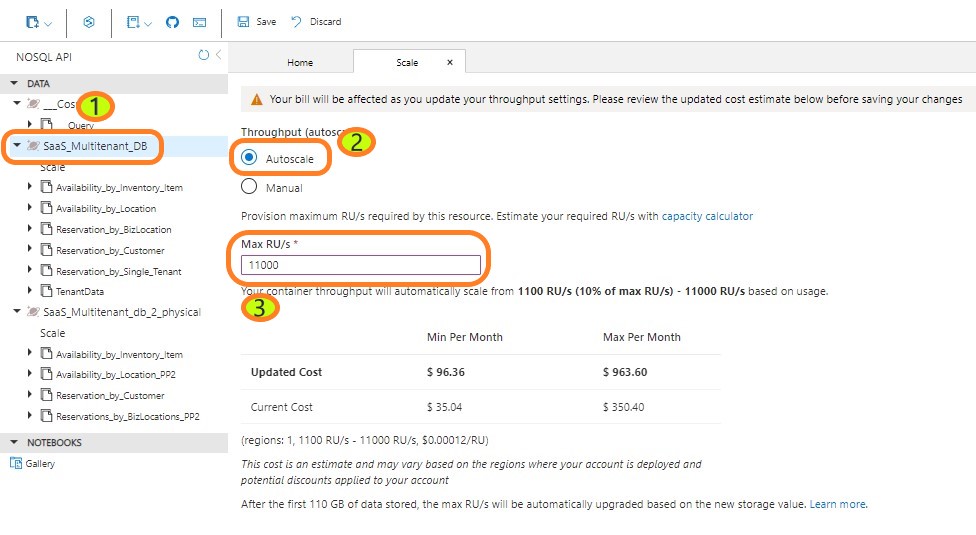 Save Discard
NOSQL API
Home Scale x
DATA
___Cos
1
Query
SaaS_Multitenant_DB
Scale
Availability_by_Inventory_Item
Availability_by_Location
Reservation_by_BizLocation
Reservation_by_Customer
Reservation_by_Single_Tenant
TenantData
SaaS_Multitenant_db_2_physical
Scale
Availability_by_Inventory_Item
Availability_by_Location_PP2
Reservation_by_Customer
Reservations_by_BizLocations_PP2
NOTEBOOKS
Gallery
Your bill will be affected as you update your throughput settings. Please review the updated cost estimate below before saving your changes
Throughput (autosca
2
Autoscale
Manual
Provision maximum RU/s required by this resource. Estimate your required RU/s with capacity calculator
Max RU/s *
11000
Your container throughput will automatically scale from 1100 RU/s (10% of max RU/s) - 11000 RU/s based on usage.
3
Min Per Month Max Per Month
Updated Cost $ 96.36 $ 963.60
Current Cost $ 35.04 $ 350.40
(regions: 1, 1100 RU/s - 11000 RU/s, $0.00012/RU)
This cost is an estimate and may vary based on the regions where your account is deployed and
potential discounts applied to your account
After the first 110 GB of data stored, the max RU/s will be automatically upgraded based on the new storage value. Learn more.